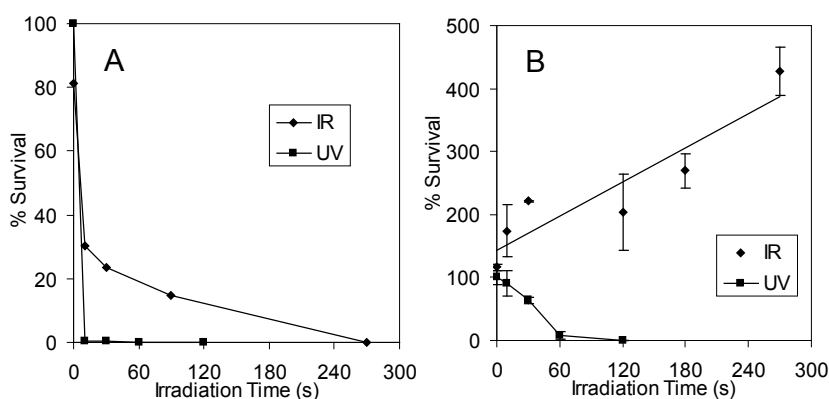 A
% Survival
100
80
60
40
20
0
IR
UV
0 60 120 180 240 300
Irradiation Time (s)
B
% Survival
500
400
300
200
100
0
IR
UV
0 60 120 180 240 300
Irradiation Time (s)